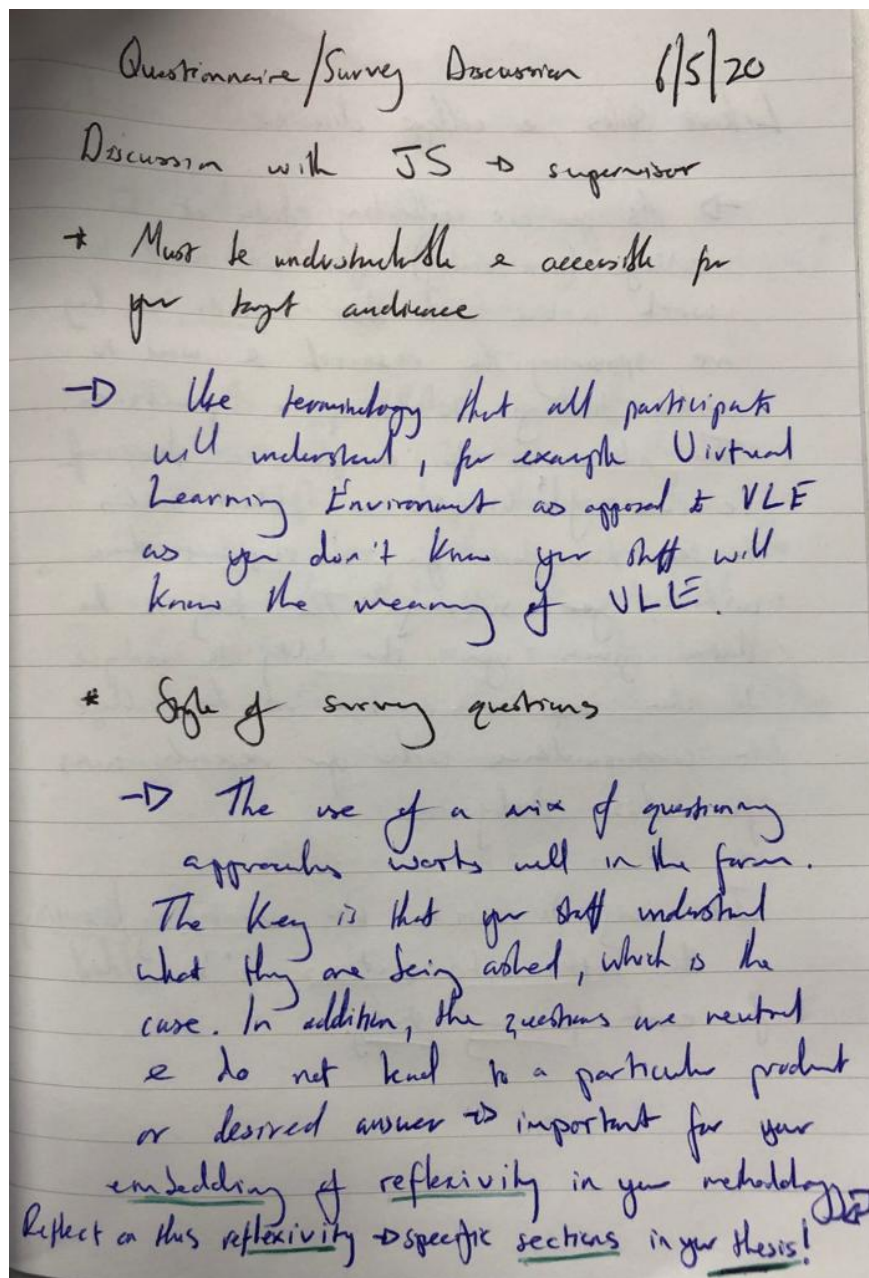 Questionnaire/Survey Discussion 6/5/20
Discussion with JS → supervisor
* Must be understandable & accessible for
your target audience
→ Use terminology that all participants
will understand, for example Virtual
Learning Environment as apposed to VLE
as you don't know your staff will
know the meaning of VLE.
* Style of survey questions
→ The use of a mix of questioning
approaches works well in the form.
The key is that your staff understand
what they are being asked, which is the
case. In addition, the questions are neutral
& do not lead to a particular product
or desired answer → important for your
embedding of reflexivity in your methodology
Reflect on this reflexivity → specific sections in your thesis!